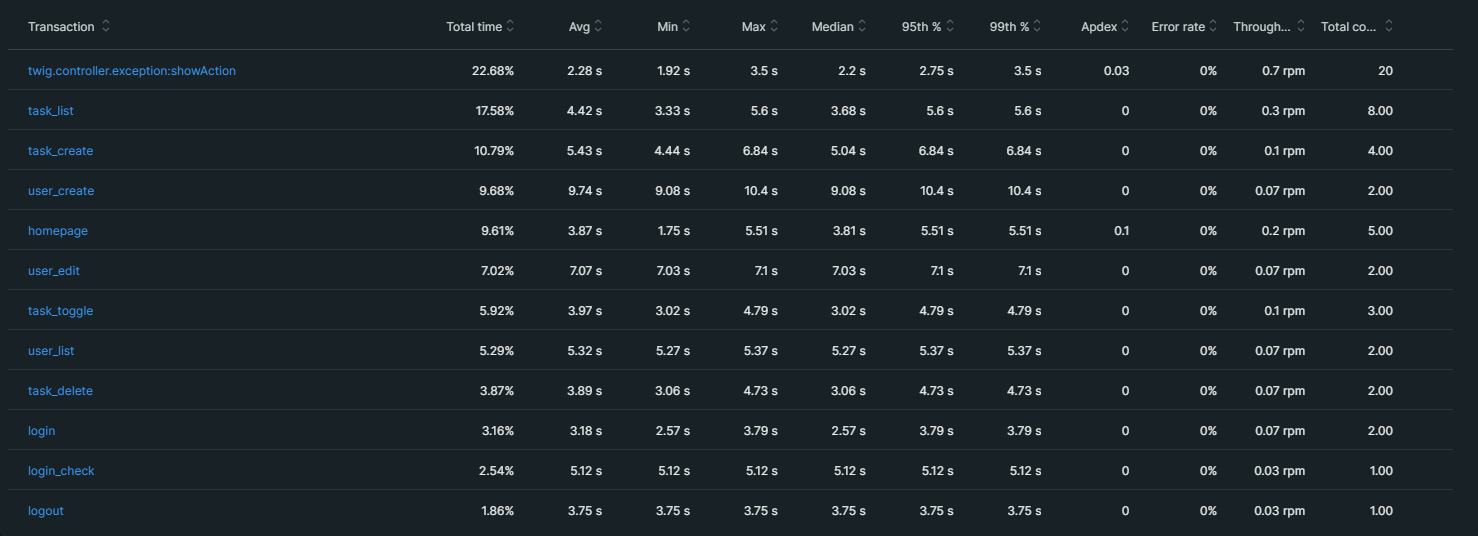 Transaction Total time Avg Min Max Median 95th % 99th % Apdex Error rate Through... Total co...
twig.controller.exception:showAction 22.68% 2.28 s 1.92 s 3.5 s 2.2 s 2.75 s 3.5 s 0.03 0% 0.7 rpm 20
task_list 17.58% 4.42 s 3.33 s 5.6 s 3.68 s 5.6 s 5.6 s 0 0% 0.3 rpm 8.00
task_create 10.79% 5.43 s 4.44 s 6.84 s 5.04 s 6.84 s 6.84 s 0 0% 0.1 rpm 4.00
user_create 9.68% 9.74 s 9.08 s 10.4 s 9.08 s 10.4 s 10.4 s 0 0% 0.07 rpm 2.00
homepage 9.61% 3.87 s 1.75 s 5.51 s 3.81 s 5.51 s 5.51 s 0.1 0% 0.2 rpm 5.00
user_edit 7.02% 7.07 s 7.03 s 7.1 s 7.03 s 7.1 s 7.1 s 0 0% 0.07 rpm 2.00
task_toggle 5.92% 3.97 s 3.02 s 4.79 s 3.02 s 4.79 s 4.79 s 0 0% 0.1 rpm 3.00
user_list 5.29% 5.32 s 5.27 s 5.37 s 5.27 s 5.37 s 5.37 s 0 0% 0.07 rpm 2.00
task_delete 3.87% 3.89 s 3.06 s 4.73 s 3.06 s 4.73 s 4.73 s 0 0% 0.07 rpm 2.00
login 3.16% 3.18 s 2.57 s 3.79 s 2.57 s 3.79 s 3.79 s 0 0% 0.07 rpm 2.00
login_check 2.54% 5.12 s 5.12 s 5.12 s 5.12 s 5.12 s 5.12 s 0 0% 0.03 rpm 1.00
logout 1.86% 3.75 s 3.75 s 3.75 s 3.75 s 3.75 s 3.75 s 0 0% 0.03 rpm 1.00